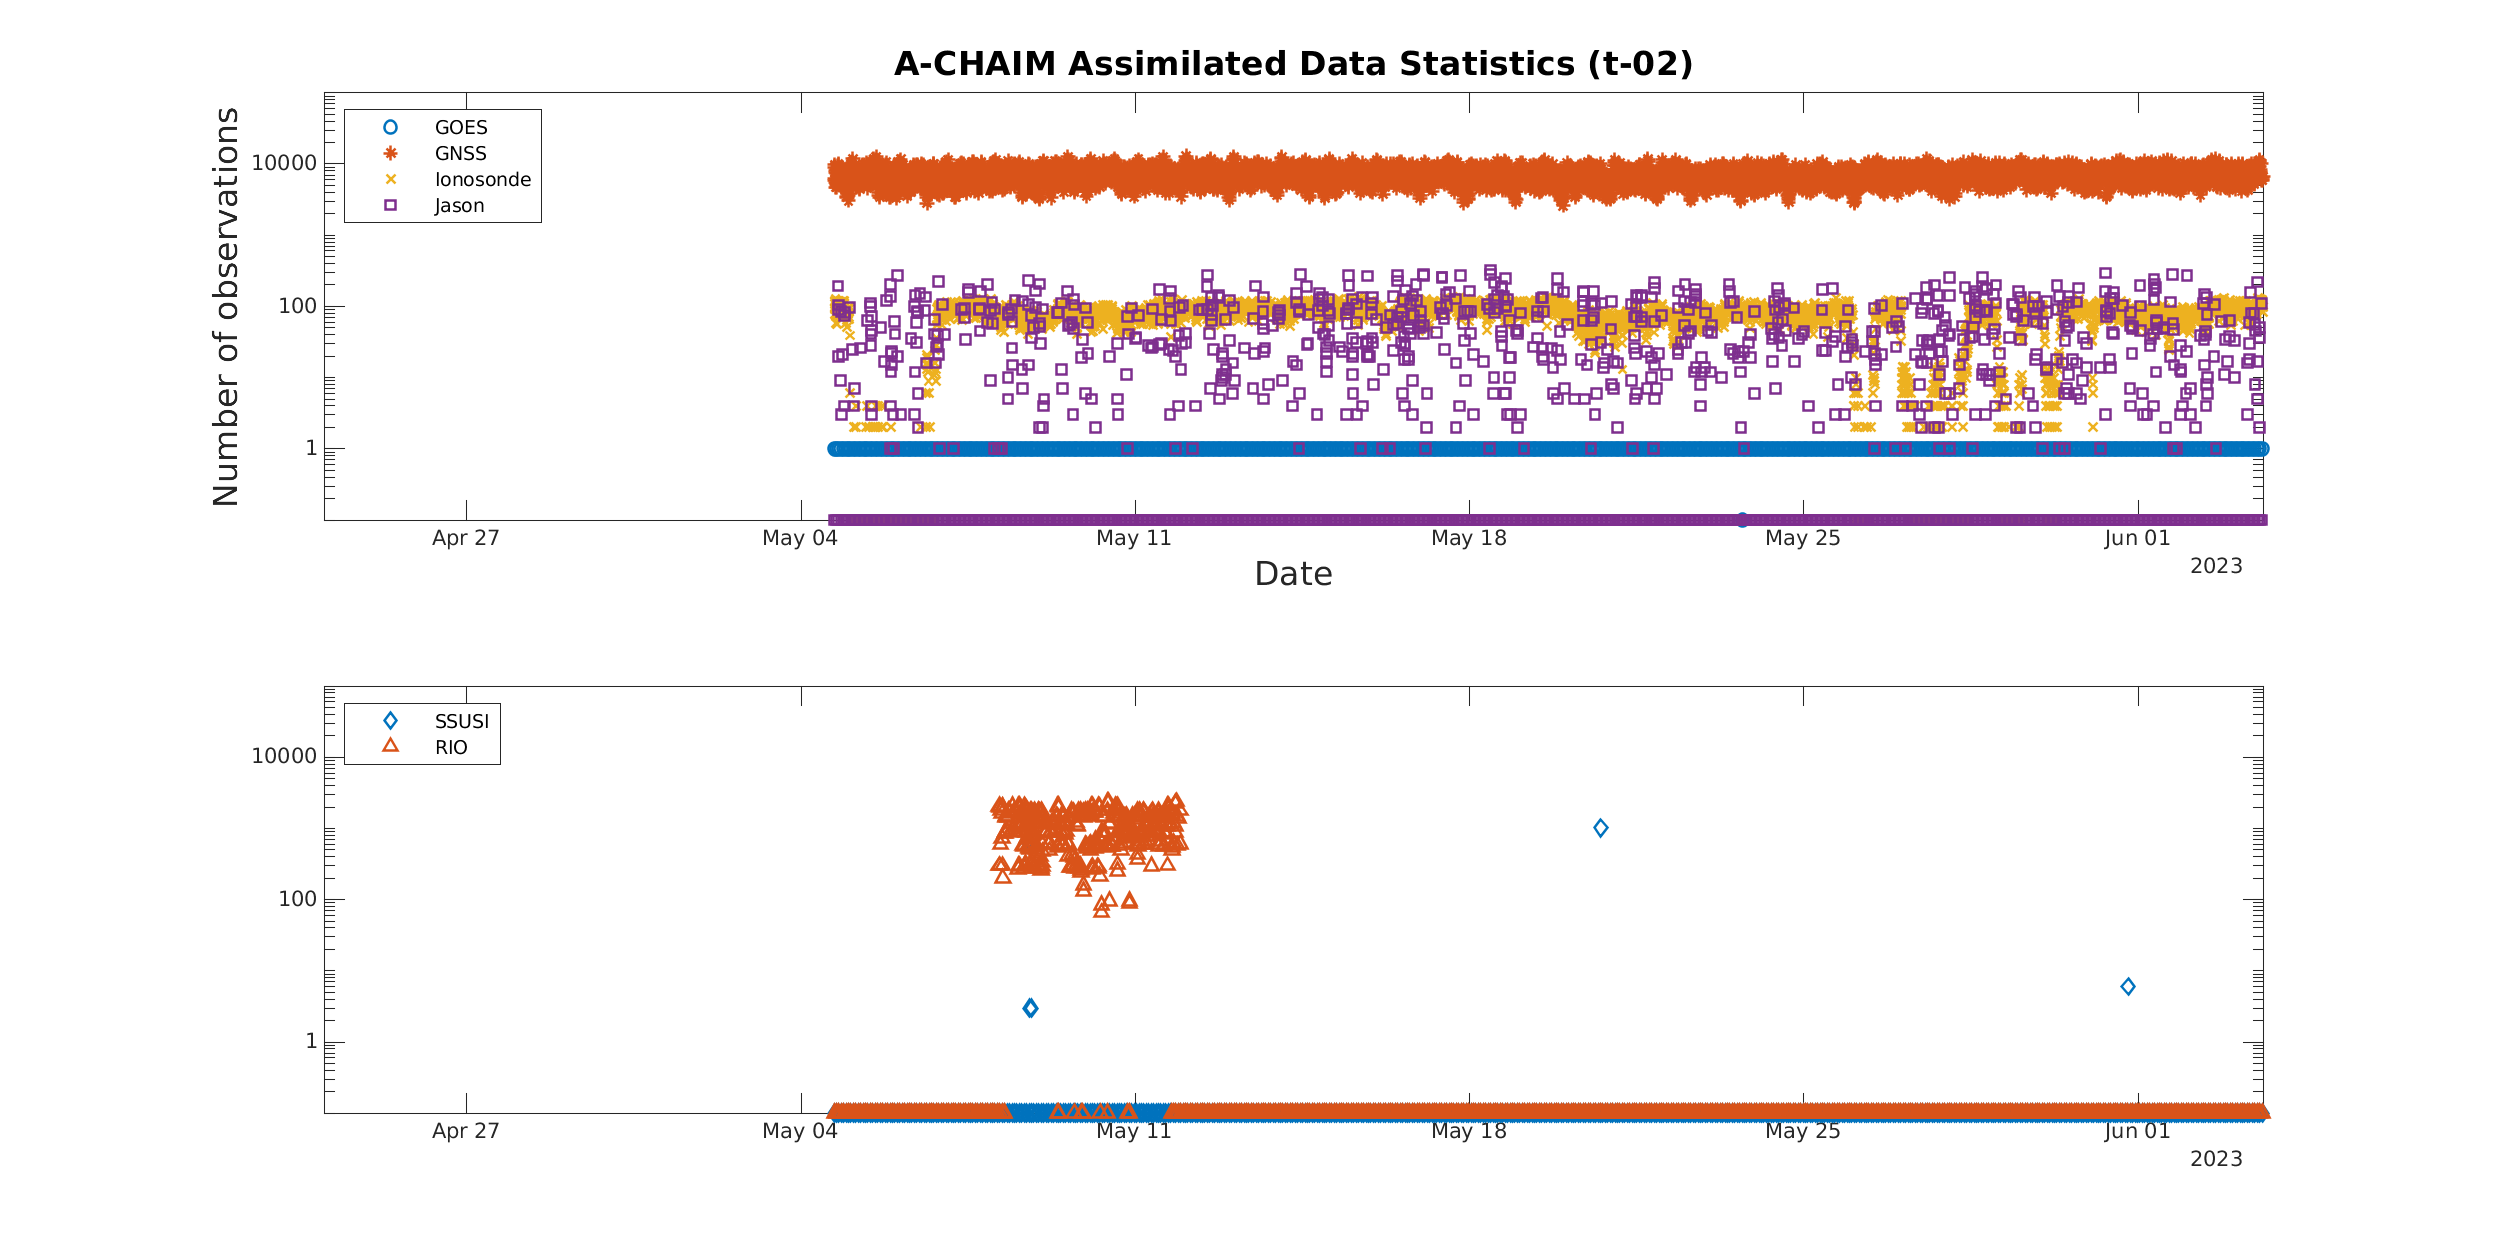 A-CHAIM Assimilated Data Statistics (t-02)
Number of observations
10000
100
1
GOES
GNSS
Ionosonde
Jason
Apr 27
May 04
May 11
May 18
May 25
Jun 01
2023
Date
10000
100
1
SSUSI
RIO
Apr 27
May 04
May 11
May 18
May 25
Jun 01
2023